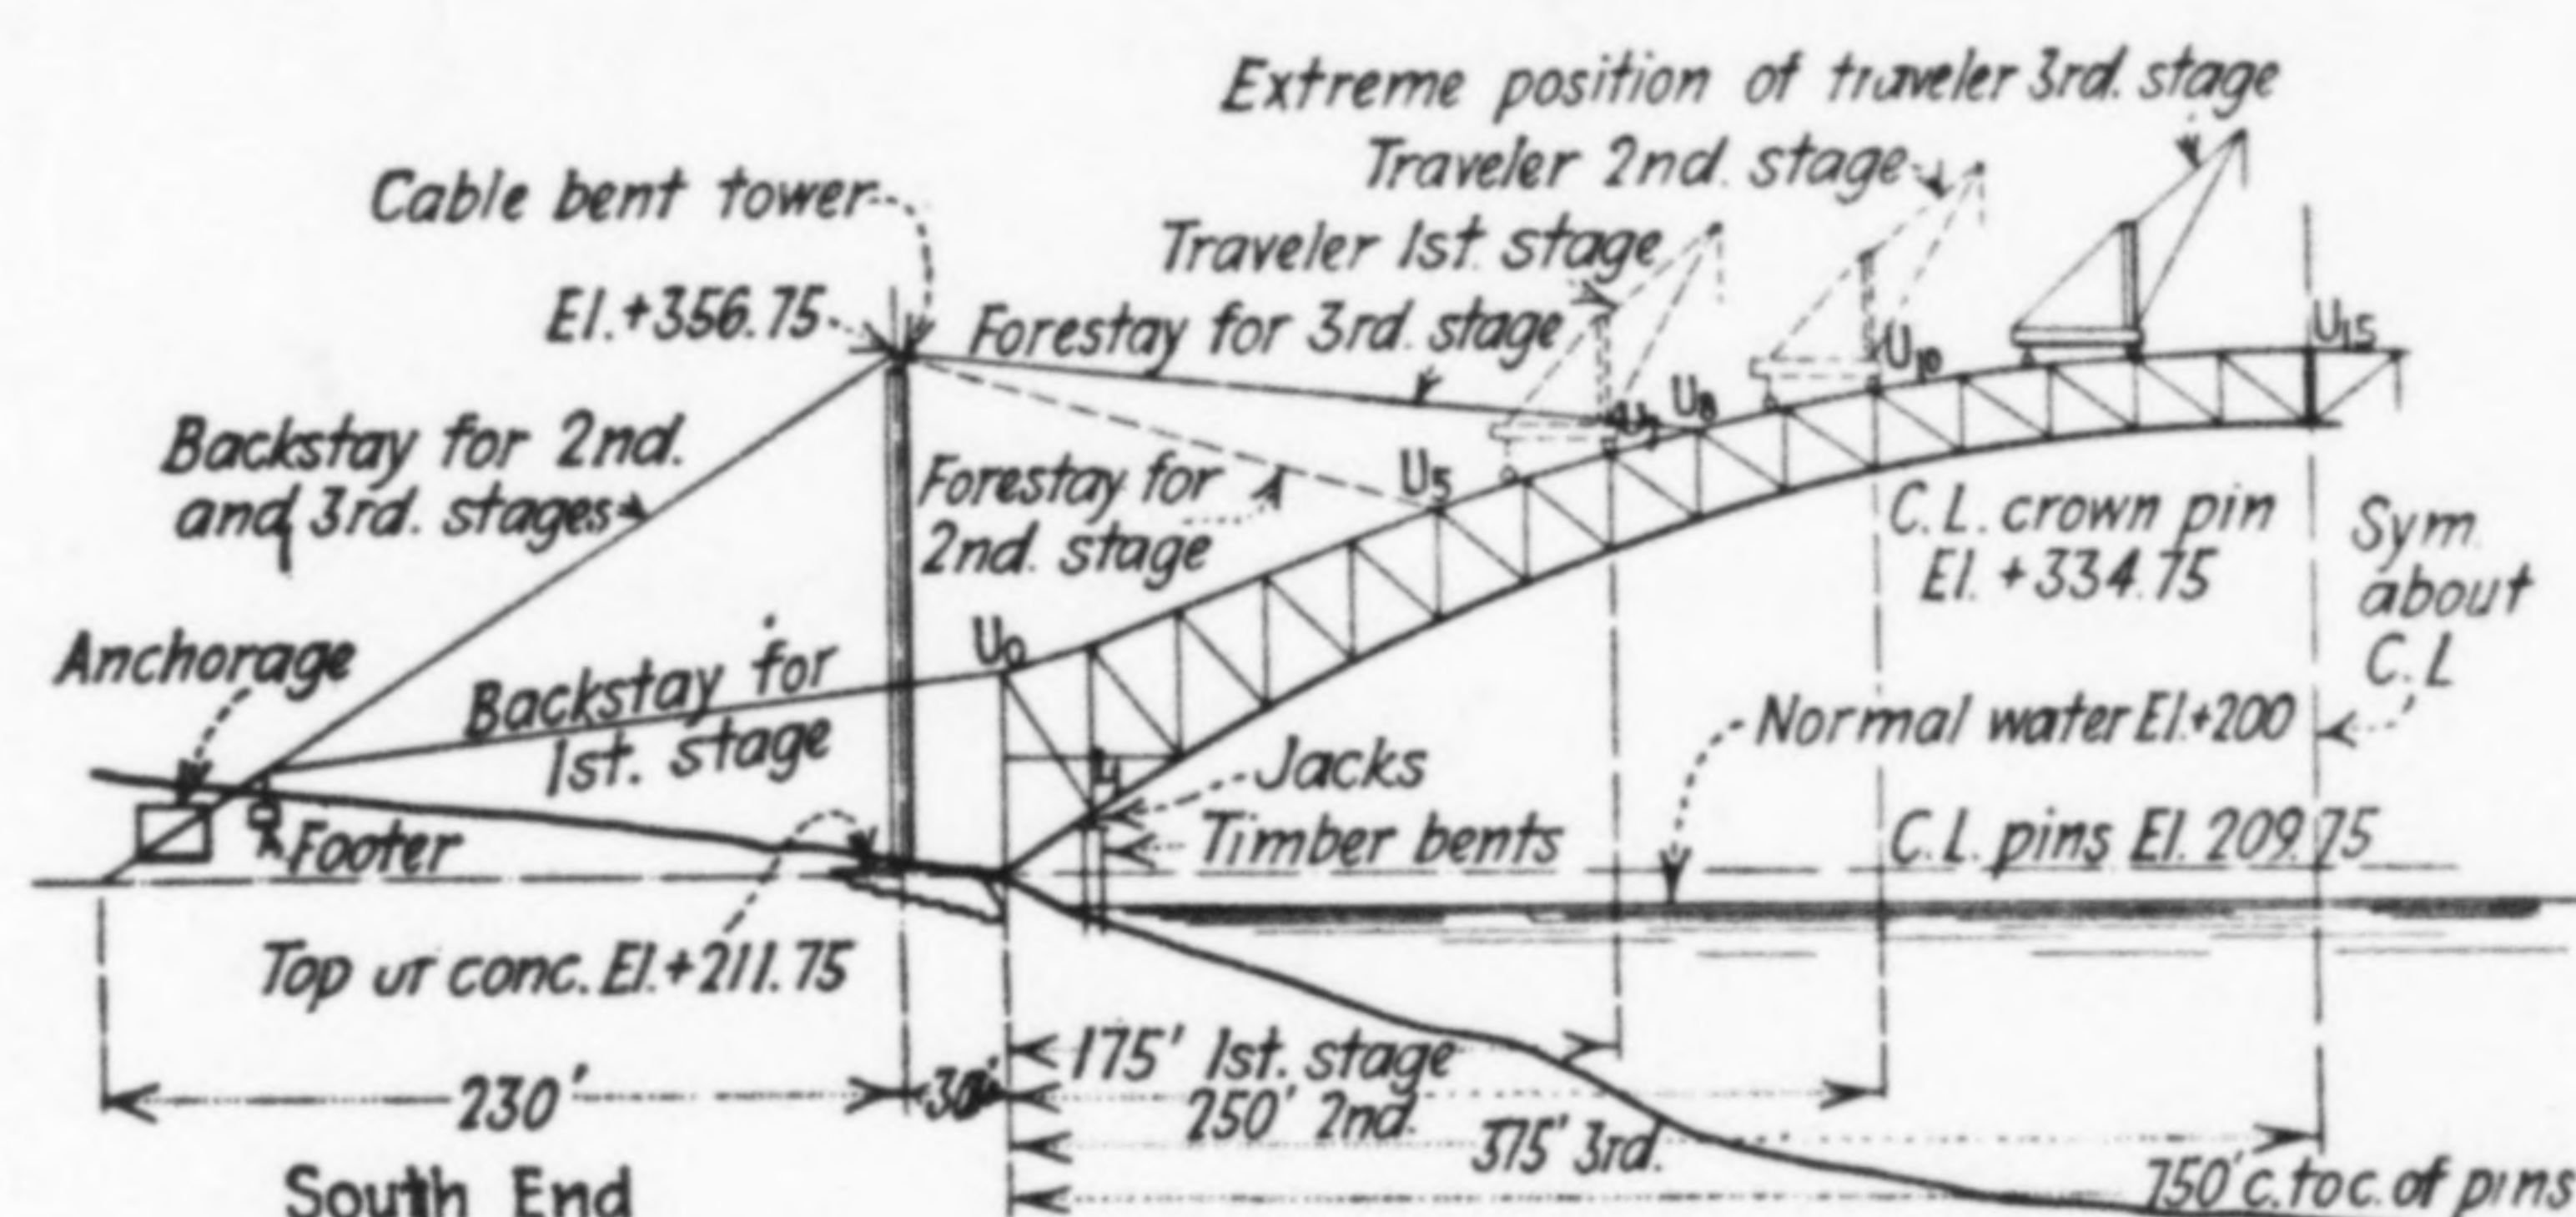 Extreme position of traveler 3rd. stage
Traveler 2nd. stage
Cable bent tower
Traveler 1st. stage
El.+356.75
Forestay for 3rd. stage
U15
U10
U8
Backstay for 2nd.
and 3rd. stages
Forestay for
2nd. stage
U5
C.L. crown pin
El. +334.75
Sym.
about
C.L
Anchorage
U0
Backstay for
1st. stage
Normal water El.+200
Jacks
Timber bents
C.L. pins El. 209.75
Footer
Top of conc. El.+211.75
175' 1st. stage
230'
30'
250' 2nd.
375' 3rd.
750' c. to c. of pins
South End